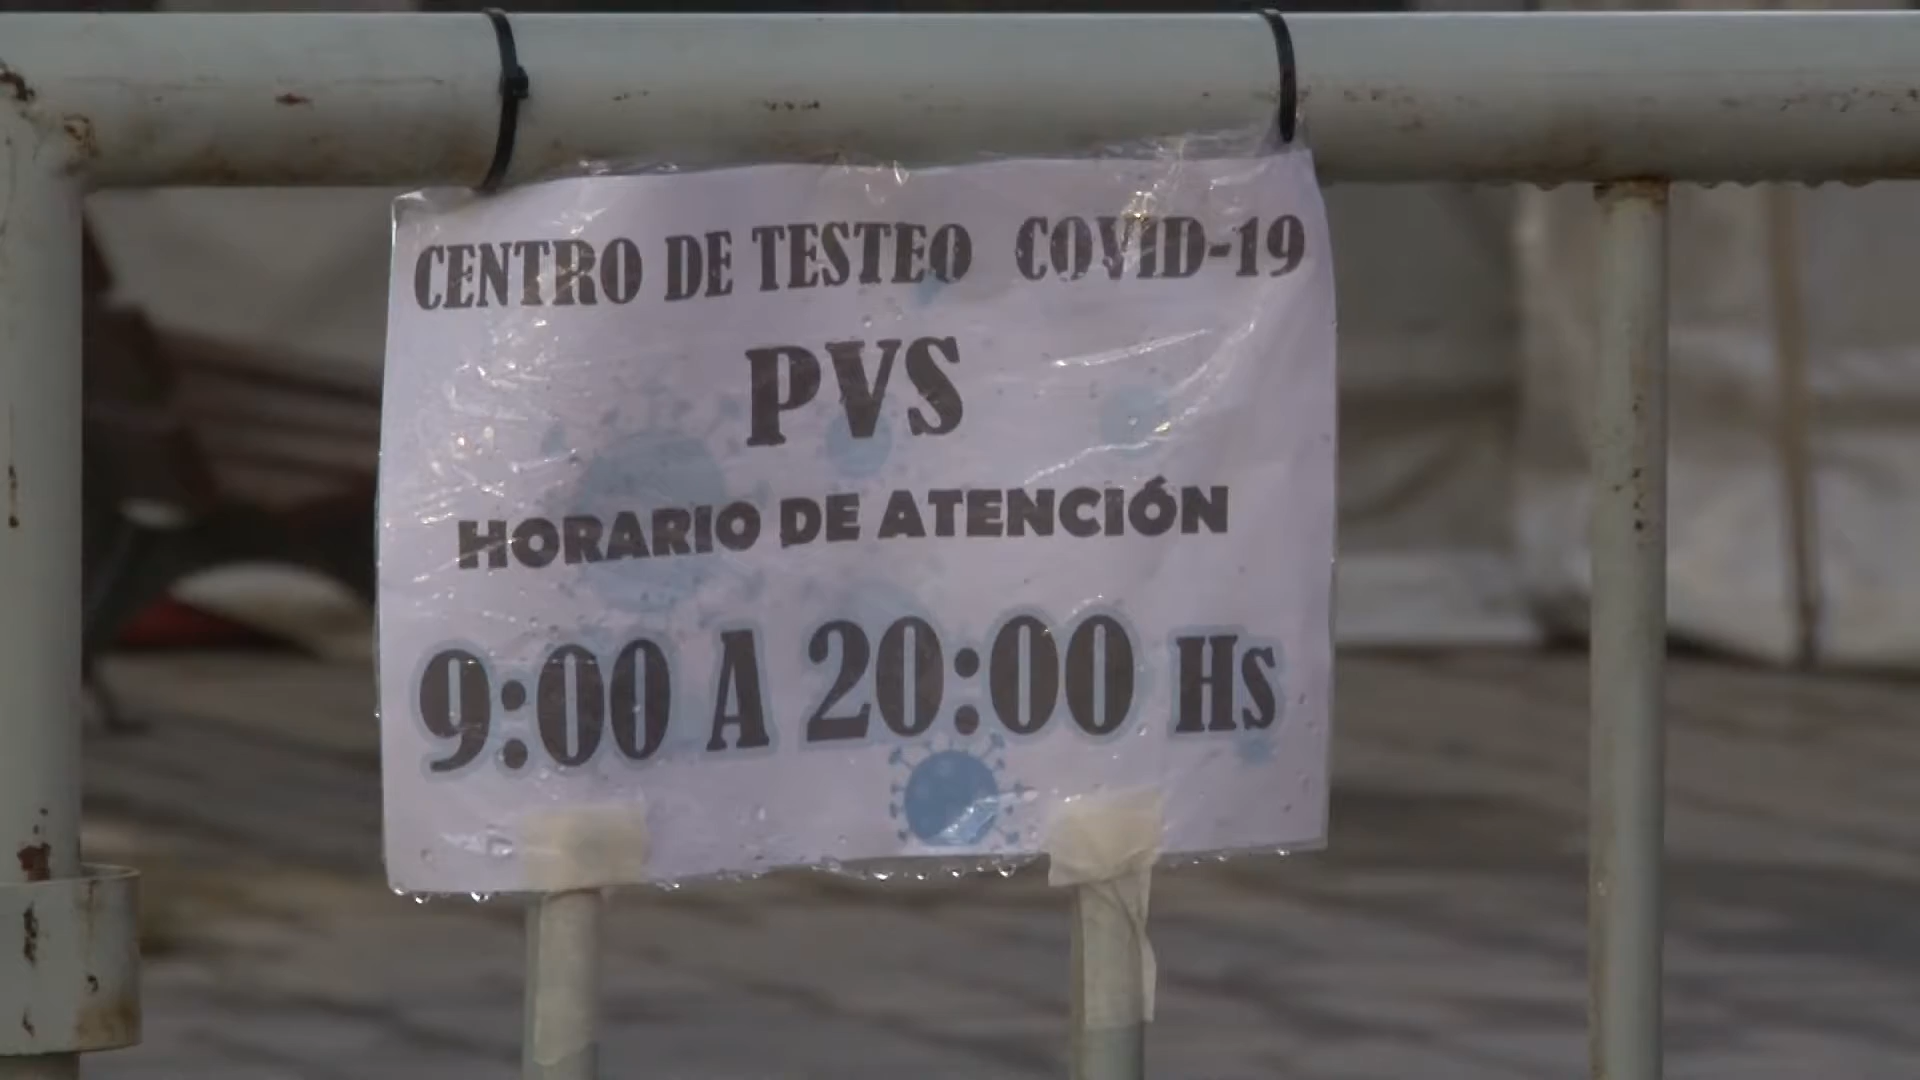 CENTRO DE TESTEO COVID-19
PVS
HORARIO DE ATENCIÓN
9:00 A 20:00 HS